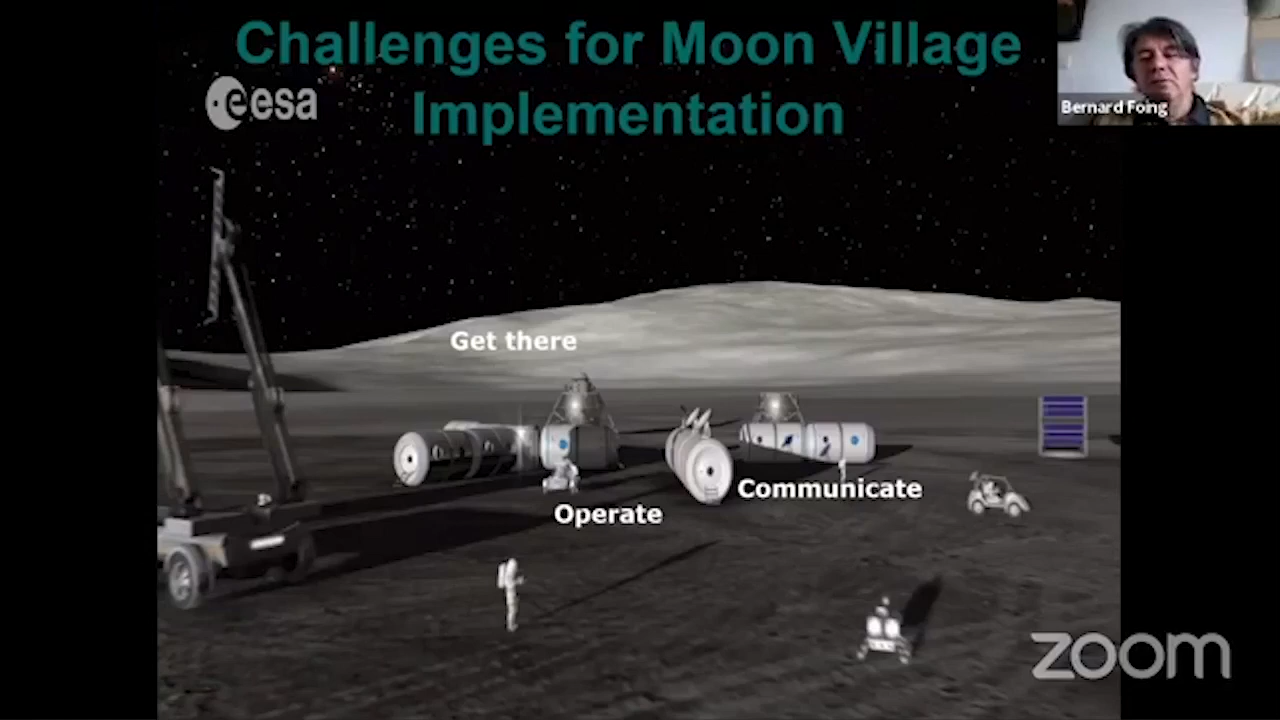 Challenges for Moon Village
Implementation
esa
Bernard Foing
Get there
Communicate
Operate
zoom